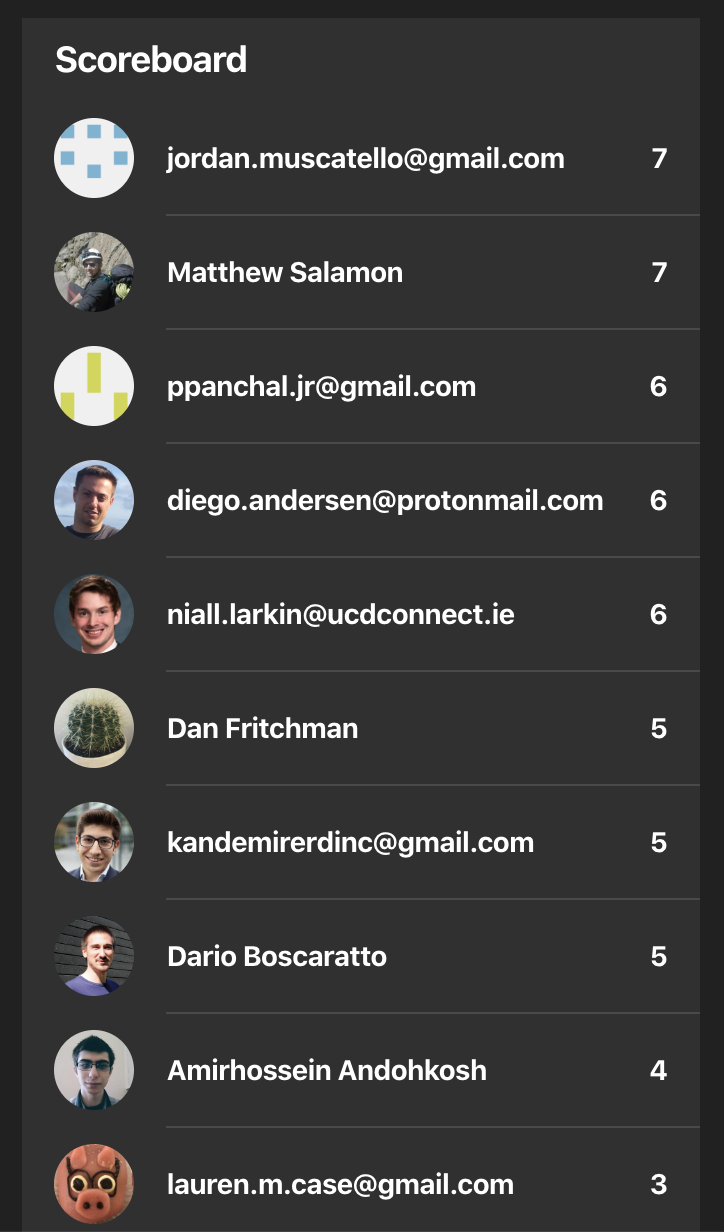 Scoreboard
jordan.muscatello@gmail.com 7
Matthew Salamon 7
ppanchal.jr@gmail.com 6
diego.andersen@protonmail.com 6
niall.larkin@ucdconnect.ie 6
Dan Fritchman 5
kandemirerdinc@gmail.com 5
Dario Boscaratto 5
Amirhossein Andohkosh 4
lauren.m.case@gmail.com 3